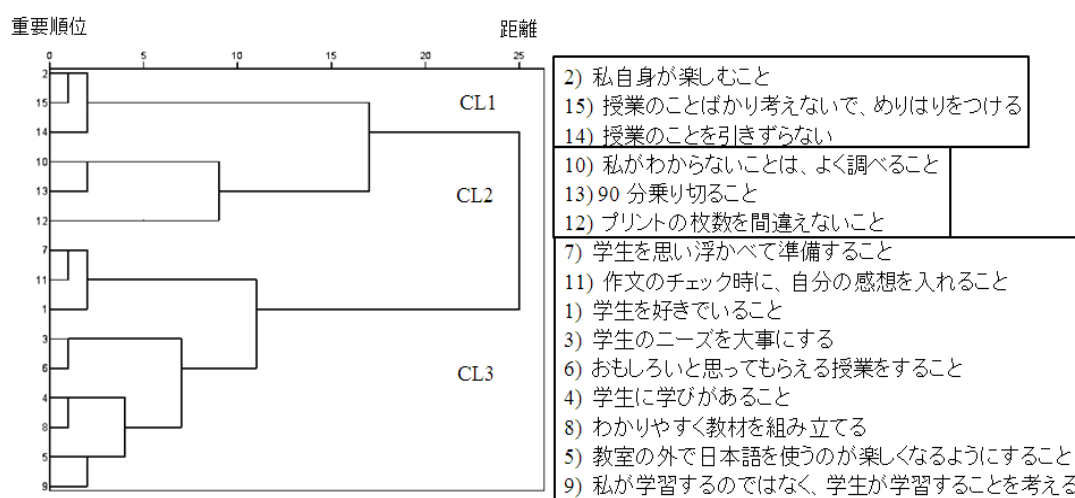 重要順位
距離
0 5 10 15 20 25
2
15
14
10
13
12
7
11
1
3
6
4
8
5
9
CL1
CL2
CL3
2) 私自身が楽しむこと
15) 授業のことばかり考えないで、めりはりをつける
14) 授業のことを引きずらない
10) 私がわからないことは、よく調べること
13) 90 分乗り切ること
12) プリントの枚数を間違えないこと
7) 学生を思い浮かべて準備すること
11) 作文のチェック時に、自分の感想を入れること
1) 学生を好きでいること
3) 学生のニーズを大事にする
6) おもしろいと思ってもらえる授業をすること
4) 学生に学びがあること
8) わかりやすく教材を組み立てる
5) 教室の外で日本語を使うのが楽しくなるようにすること
9) 私が学習するのではなく、学生が学習することを考える